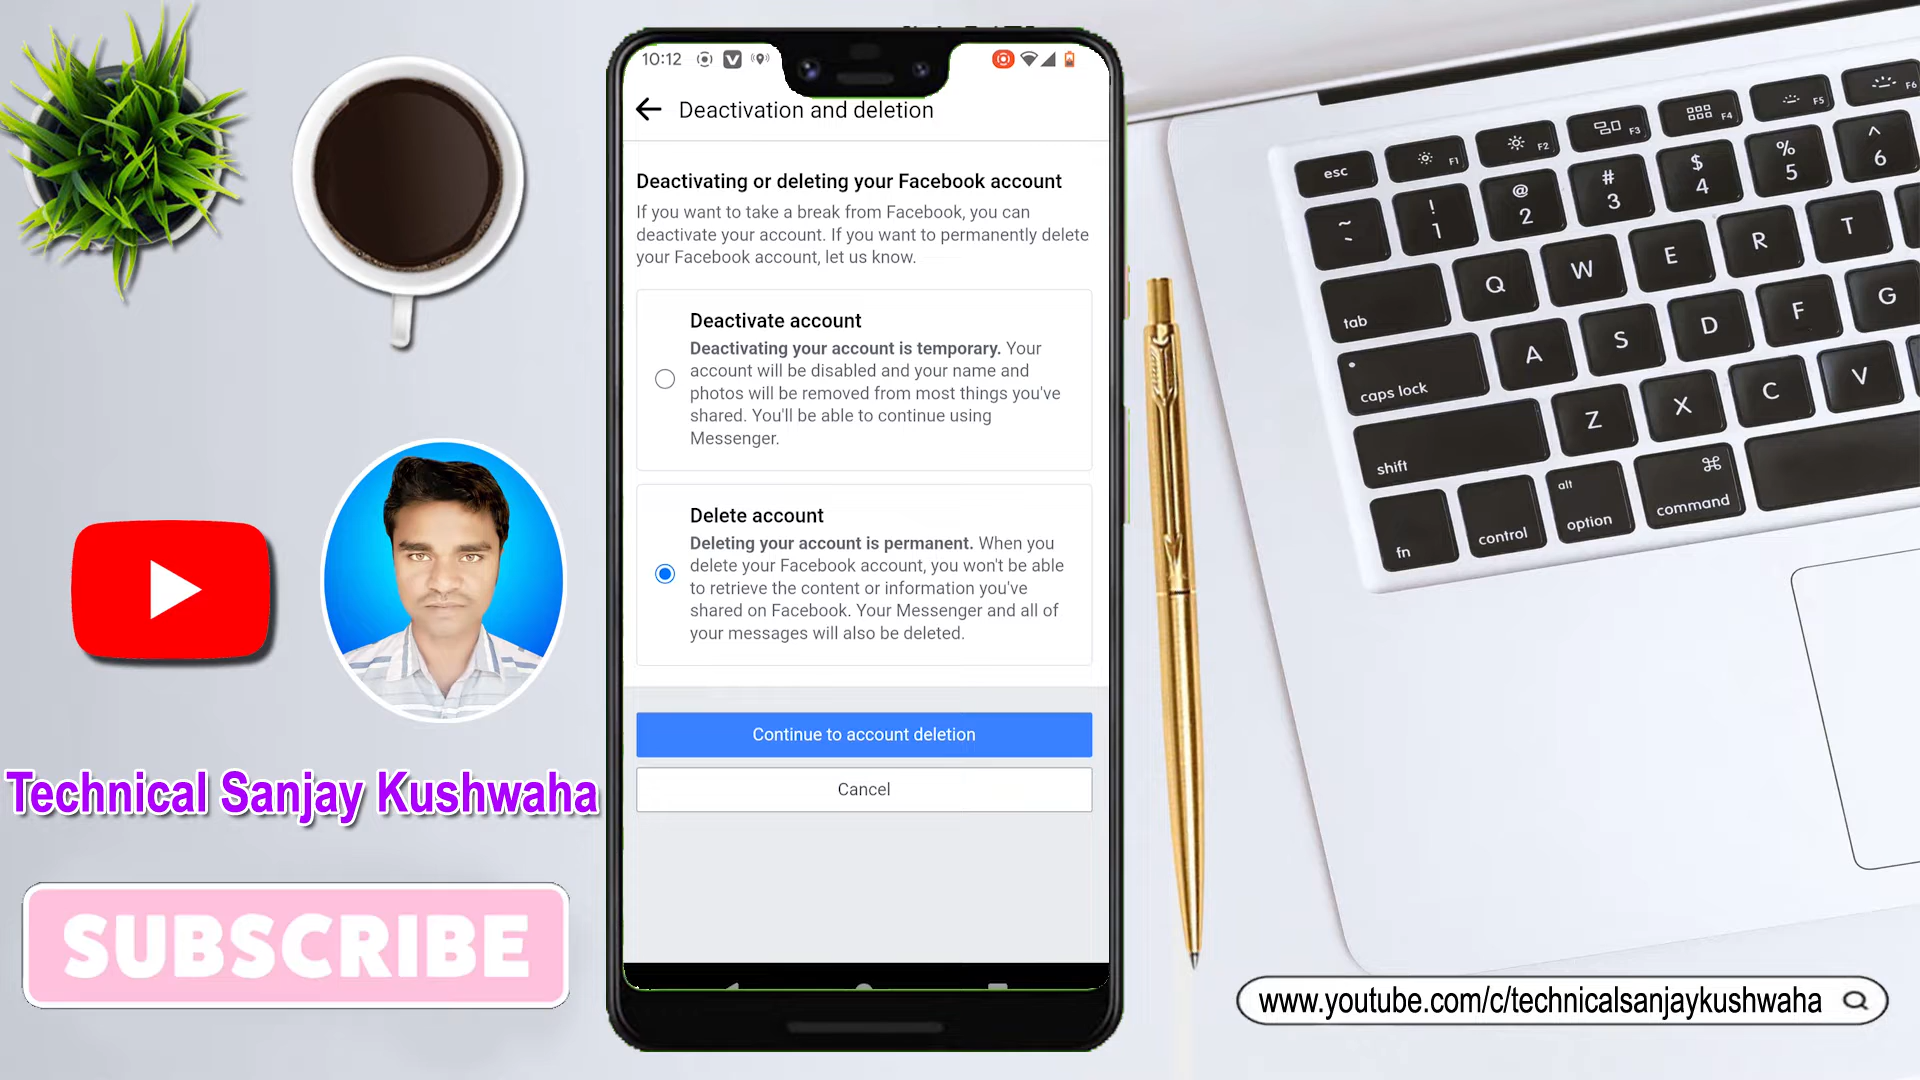 10:12
Deactivation and deletion
Deactivating or deleting your Facebook account
If you want to take a break from Facebook, you can
deactivate your account. If you want to permanently delete
your Facebook account, let us know.
Deactivate account
Deactivating your account is temporary. Your
account will be disabled and your name and
photos will be removed from most things you've
shared. You'll be able to continue using
Messenger.
Delete account
Deleting your account is permanent. When you
delete your Facebook account, you won't be able
to retrieve the content or information you've
shared on Facebook. Your Messenger and all of
your messages will also be deleted.
Continue to account deletion
Cancel
Technical Sanjay Kushwaha
SUBSCRIBE
www.youtube.com/c/technicalsanjaykushwaha
esc F1 F2 F3 F4 F5 F6
~ ! @ # $ % ^
` 1 2 3 4 5 6
tab Q W E R T
caps lock A S D F G
shift Z X C V
fn control alt option ⌘ command